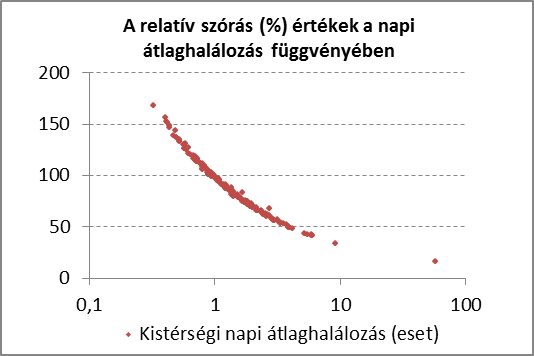 A relatív szórás (%) értékek a napi
átlaghalálozás függvényében
200
150
100
50
0
0,1 1 10 100
Kistérségi napi átlaghalálozás (eset)